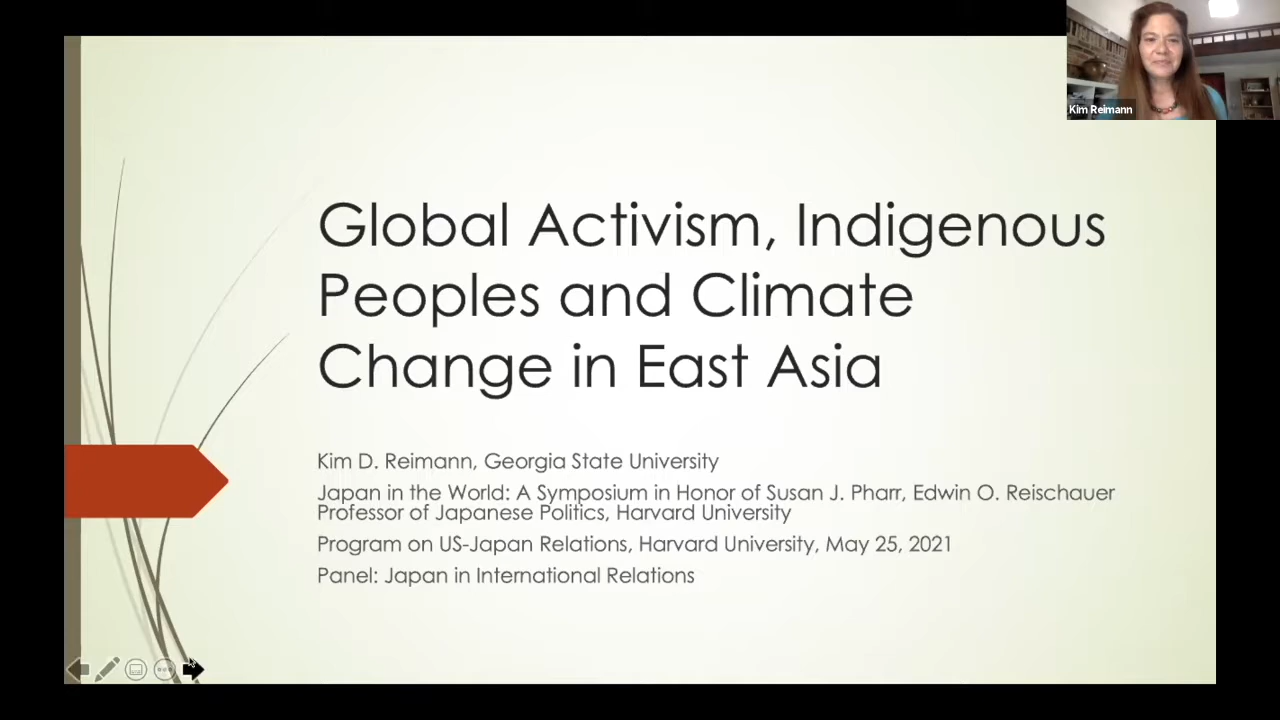 Kim Reimann
Global Activism, Indigenous
Peoples and Climate
Change in East Asia
Kim D. Reimann, Georgia State University
Japan in the World: A Symposium in Honor of Susan J. Pharr, Edwin O. Reischauer
Professor of Japanese Politics, Harvard University
Program on US-Japan Relations, Harvard University, May 25, 2021
Panel: Japan in International Relations